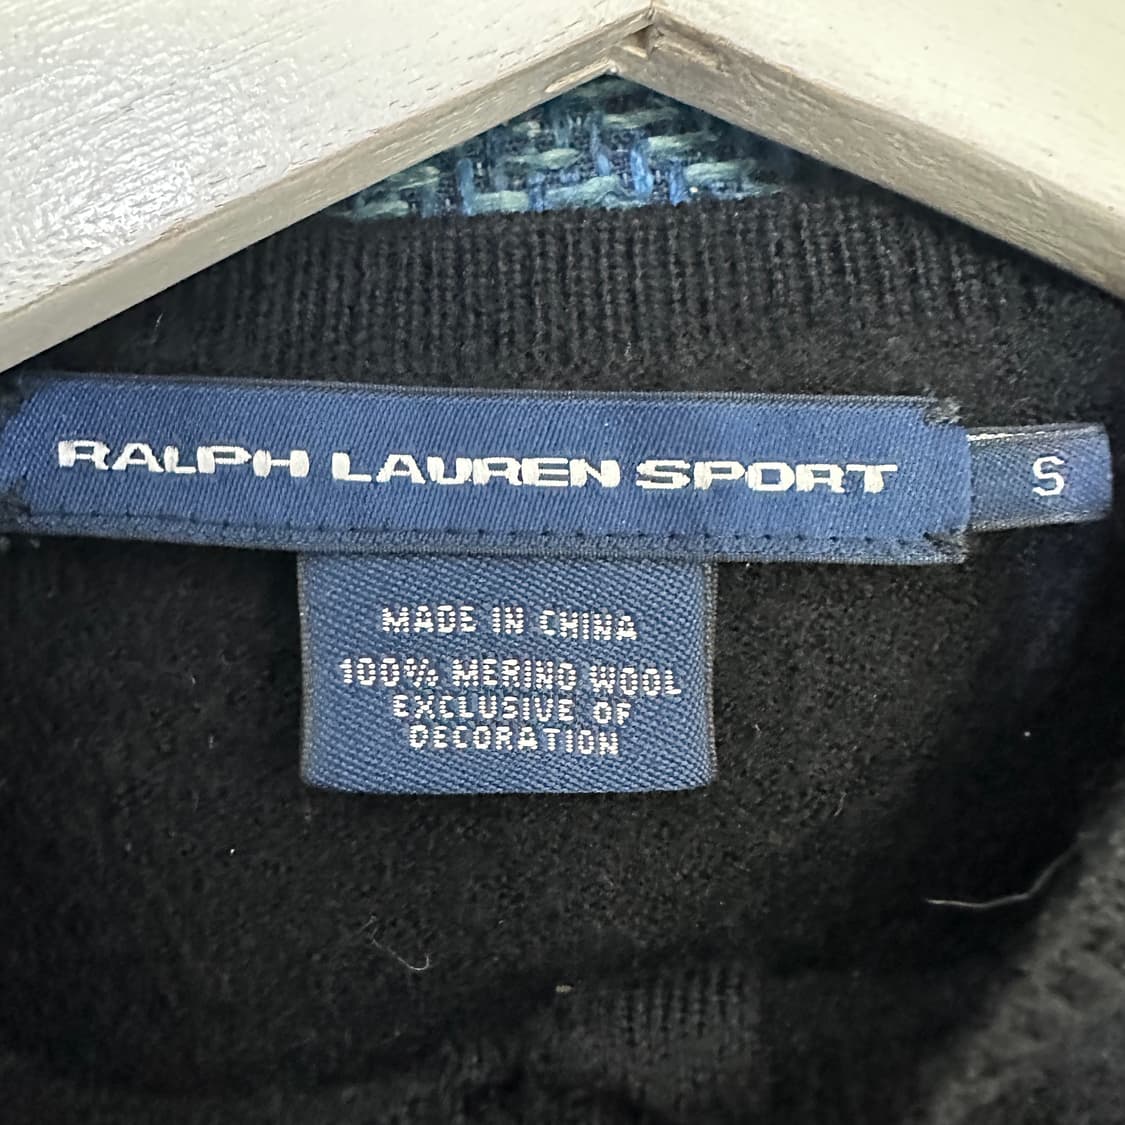 RALPH LAUREN SPORT
S
MADE IN CHINA
100% MERINO WOOL
EXCLUSIVE OF
DECORATION